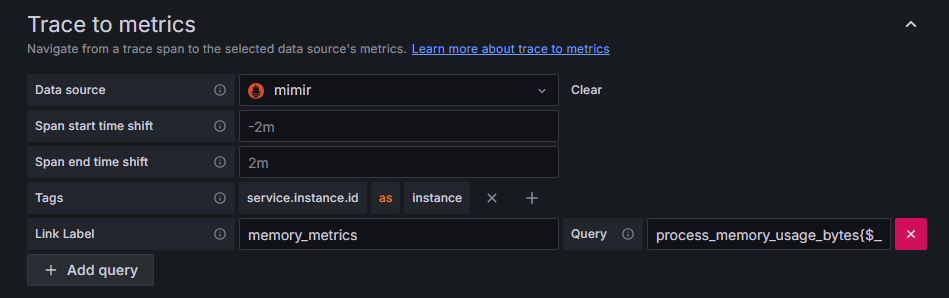 Trace to metrics
Navigate from a trace span to the selected data source's metrics. Learn more about trace to metrics
Data source mimir Clear
Span start time shift -2m
Span end time shift 2m
Tags service.instance.id as instance
Link Label memory_metrics Query process_memory_usage_bytes{$_
+ Add query